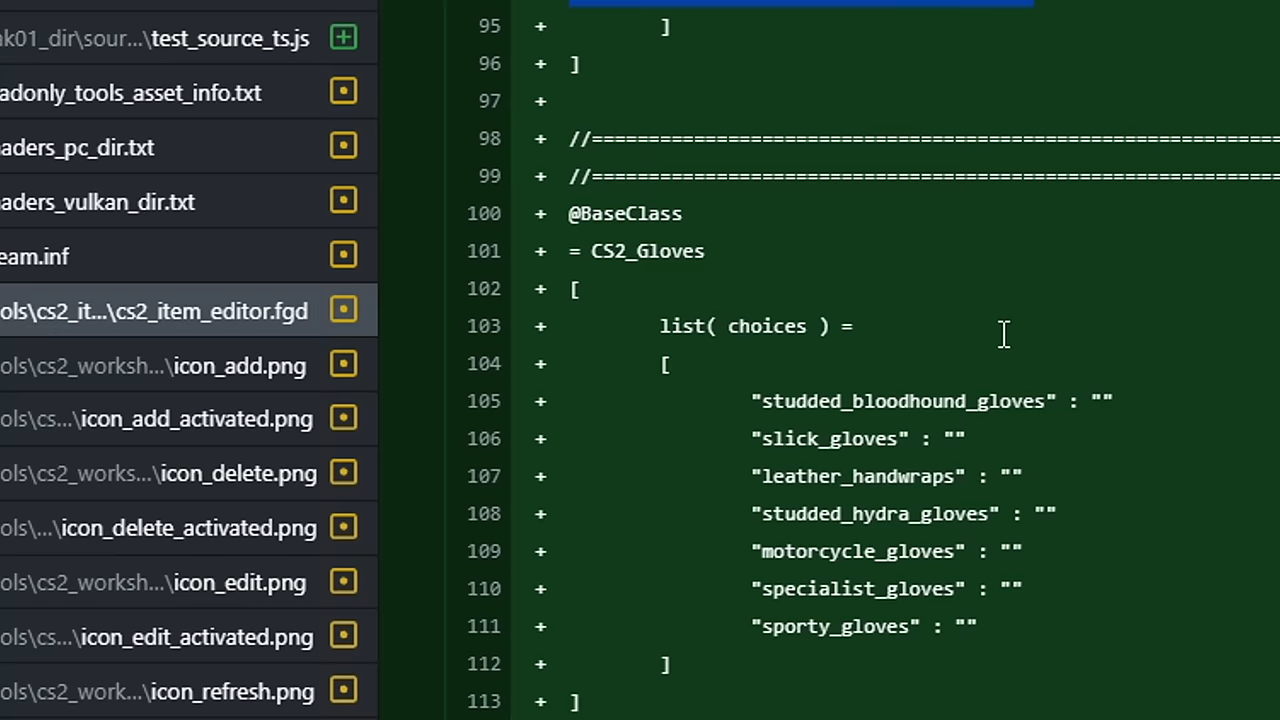 ak01_dir\sour...\test_source_ts.js
adonly_tools_asset_info.txt
aders_pc_dir.txt
aders_vulkan_dir.txt
eam.inf
ols\cs2_it...\cs2_item_editor.fgd
ols\cs2_worksh...\icon_add.png
ols\cs...\icon_add_activated.png
ols\cs2_works...\icon_delete.png
ols\...\icon_delete_activated.png
ols\cs2_worksh...\icon_edit.png
ols\cs...\icon_edit_activated.png
ols\cs2_work...\icon_refresh.png
95 + ]
96 + ]
97 +
98 + //==============================================================
99 + //==============================================================
100 + @BaseClass
101 + = CS2_Gloves
102 + [
103 + list( choices ) =
104 + [
105 + "studded_bloodhound_gloves" : ""
106 + "slick_gloves" : ""
107 + "leather_handwraps" : ""
108 + "studded_hydra_gloves" : ""
109 + "motorcycle_gloves" : ""
110 + "specialist_gloves" : ""
111 + "sporty_gloves" : ""
112 + ]
113 + ]